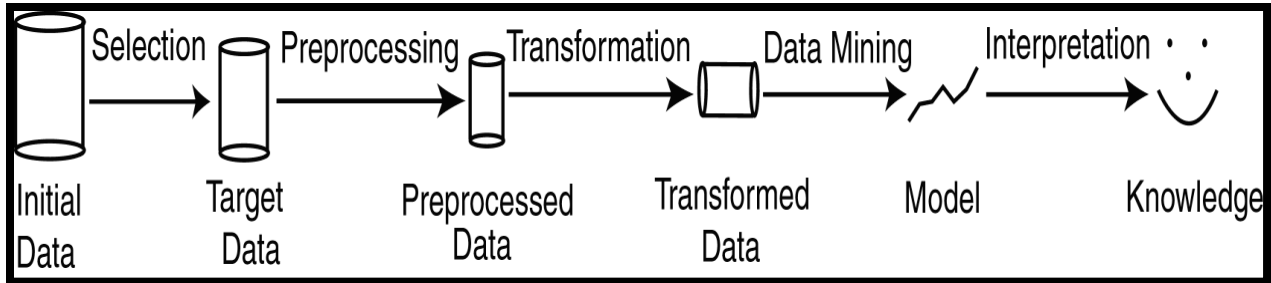 Selection
Preprocessing
Transformation
Data Mining
Interpretation
Initial
Data
Target
Data
Preprocessed
Data
Transformed
Data
Model
Knowledge